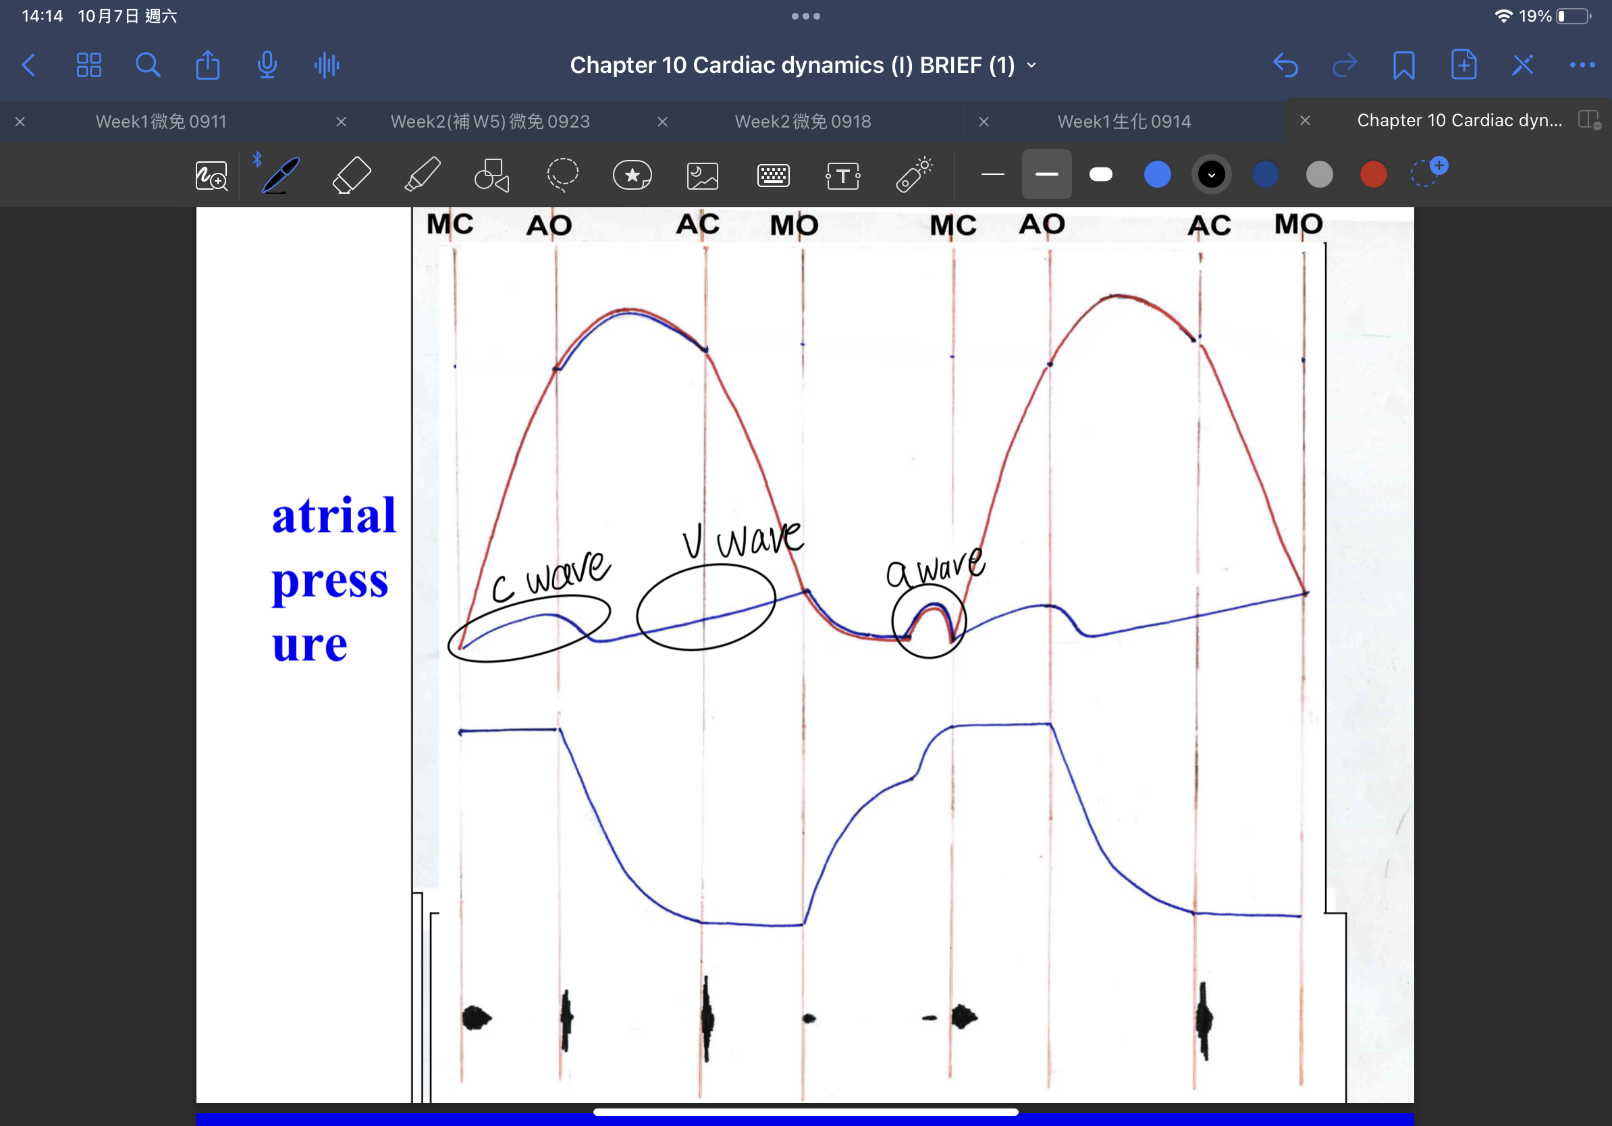 14:14 10月7日 週六
19%
Chapter 10 Cardiac dynamics (I) BRIEF (1)
Week1微免 0911
Week2(補W5) 微免 0923
Week2微免 0918
Week1生化 0914
Chapter 10 Cardiac dyn...
MC AO AC MO MC AO AC MO
atrial
press
ure
c wave
v wave
a wave